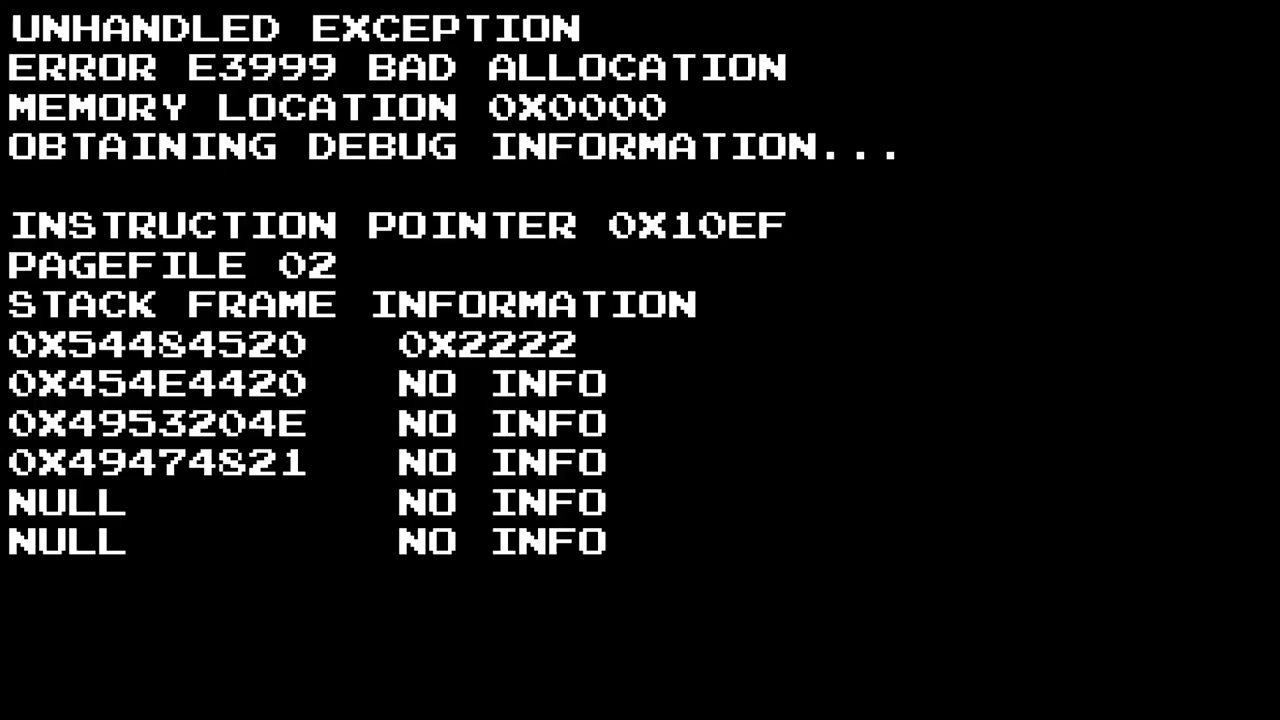 UNHANDLED EXCEPTION
ERROR E3999 BAD ALLOCATION
MEMORY LOCATION 0X0000
OBTAINING DEBUG INFORMATION...
INSTRUCTION POINTER 0X10EF
PAGEFILE 02
STACK FRAME INFORMATION
0X54484520 0X2222
0X454E4420 NO INFO
0X4953204E NO INFO
0X49474821 NO INFO
NULL NO INFO
NULL NO INFO